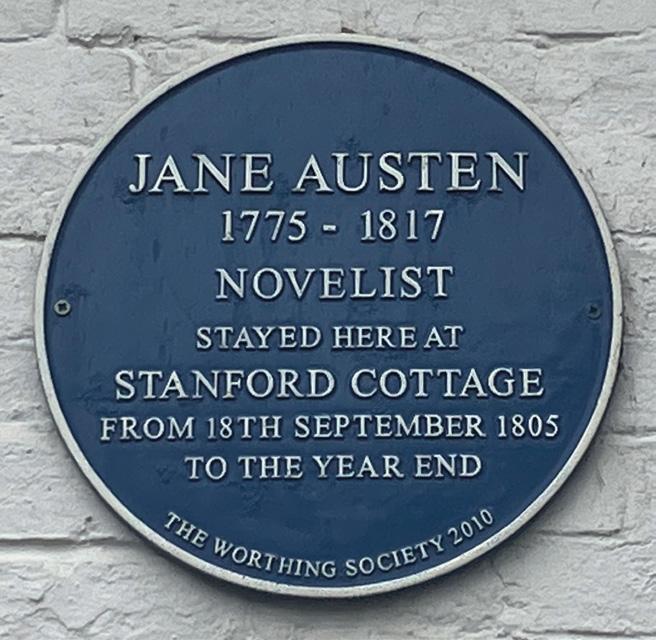 JANE AUSTEN
1775 - 1817
NOVELIST
STAYED HERE AT
STANFORD COTTAGE
FROM 18TH SEPTEMBER 1805
TO THE YEAR END
THE WORTHING SOCIETY 2010